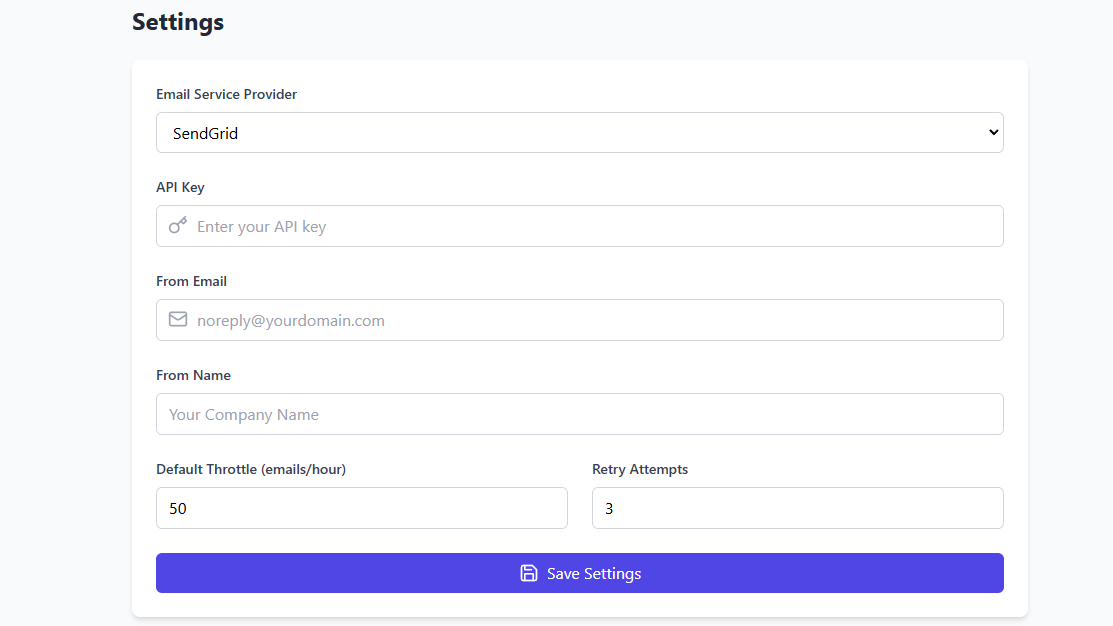 Settings
Email Service Provider
SendGrid
API Key
Enter your API key
From Email
noreply@yourdomain.com
From Name
Your Company Name
Default Throttle (emails/hour)
Retry Attempts
50
3
Save Settings